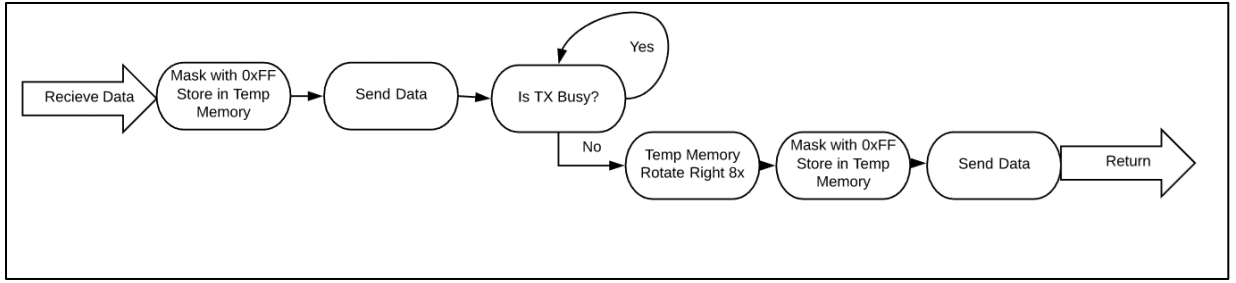 Recieve Data
Mask with 0xFF
Store in Temp
Memory
Send Data
Is TX Busy?
Yes
No
Temp Memory
Rotate Right 8x
Mask with 0xFF
Store in Temp
Memory
Send Data
Return